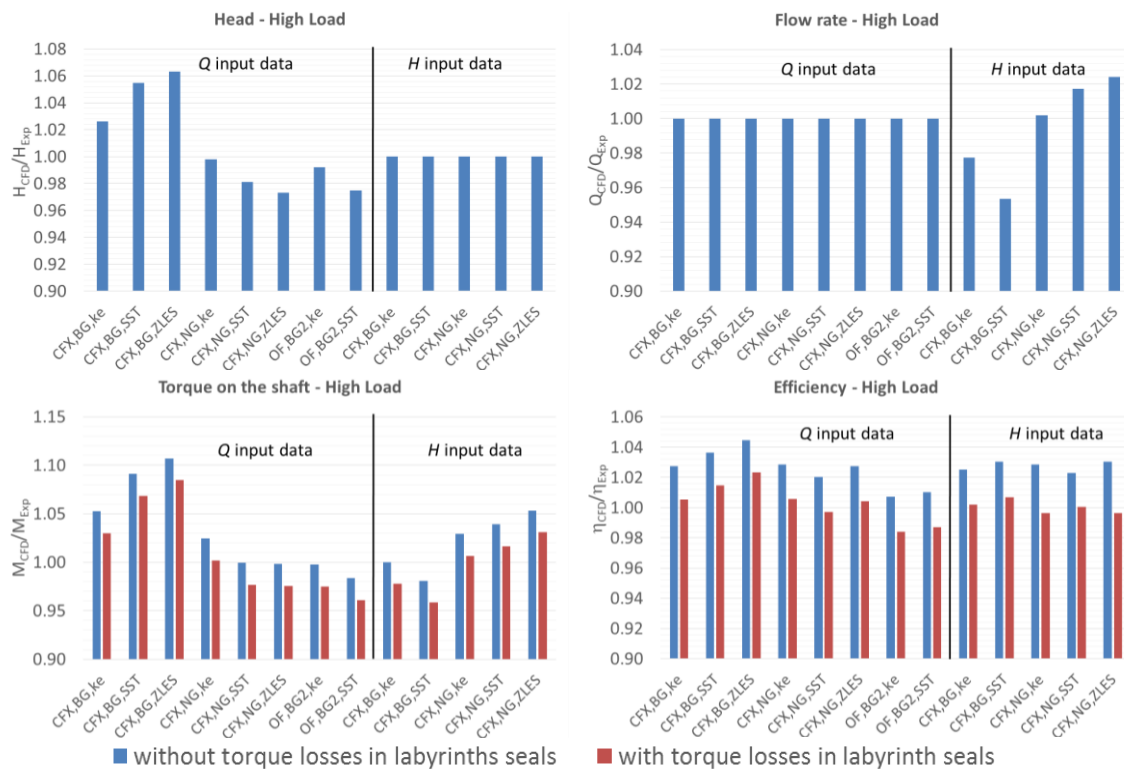 Head - High Load
H_CFD/H_Exp
1.08
1.06
1.04
1.02
1.00
0.98
0.96
0.94
0.92
0.90
Q input data
H input data
CFX,BG,ke
CFX,BG,SST
CFX,BG,ZLES
CFX,NG,ke
CFX,NG,SST
CFX,NG,ZLES
OF,BG2,ke
OF,BG2,SST
CFX,BG,ke
CFX,BG,SST
CFX,NG,ke
CFX,NG,SST
CFX,NG,ZLES
Flow rate - High Load
Q_CFD/Q_Exp
1.04
1.02
1.00
0.98
0.96
0.94
0.92
0.90
Q input data
H input data
CFX,BG,ke
CFX,BG,SST
CFX,BG,ZLES
CFX,NG,ke
CFX,NG,SST
CFX,NG,ZLES
OF,BG2,ke
OF,BG2,SST
CFX,BG,ke
CFX,BG,SST
CFX,NG,ke
CFX,NG,SST
CFX,NG,ZLES
Torque on the shaft - High Load
M_CFD/M_Exp
1.15
1.10
1.05
1.00
0.95
0.90
Q input data
H input data
CFX,BG,ke
CFX,BG,SST
CFX,BG,ZLES
CFX,NG,ke
CFX,NG,SST
CFX,NG,ZLES
OF,BG2,ke
OF,BG2,SST
CFX,BG,ke
CFX,BG,SST
CFX,NG,ke
CFX,NG,SST
CFX,NG,ZLES
Efficiency - High Load
η_CFD/η_Exp
1.06
1.04
1.02
1.00
0.98
0.96
0.94
0.92
0.90
Q input data
H input data
CFX,BG,ke
CFX,BG,SST
CFX,BG,ZLES
CFX,NG,ke
CFX,NG,SST
CFX,NG,ZLES
OF,BG2,ke
OF,BG2,SST
CFX,BG,ke
CFX,BG,SST
CFX,NG,ke
CFX,NG,SST
CFX,NG,ZLES
without torque losses in labyrinths seals
with torque losses in labyrinth seals